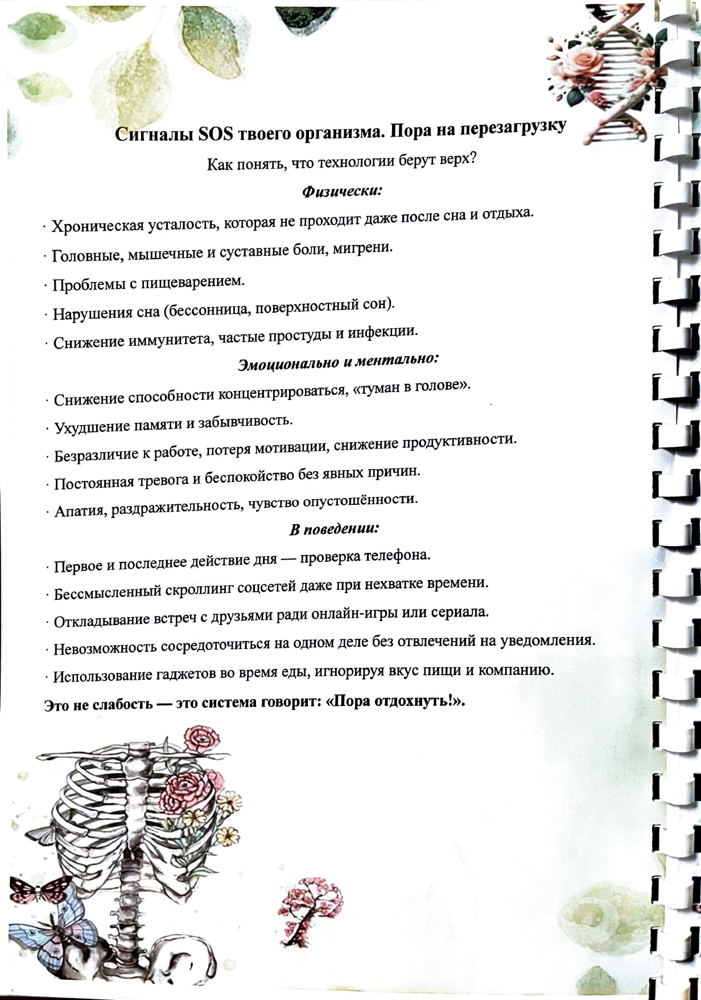 Сигналы SOS твоего организма. Пора на перезагрузку
Как понять, что технологии берут верх?
Физически:
· Хроническая усталость, которая не проходит даже после сна и отдыха.
· Головные, мышечные и суставные боли, мигрени.
· Проблемы с пищеварением.
· Нарушения сна (бессонница, поверхностный сон).
· Снижение иммунитета, частые простуды и инфекции.
Эмоционально и ментально:
· Снижение способности концентрироваться, «туман в голове».
· Ухудшение памяти и забывчивость.
· Безразличие к работе, потеря мотивации, снижение продуктивности.
· Постоянная тревога и беспокойство без явных причин.
· Апатия, раздражительность, чувство опустошённости.
В поведении:
· Первое и последнее действие дня — проверка телефона.
· Бессмысленный скроллинг соцсетей даже при нехватке времени.
· Откладывание встреч с друзьями ради онлайн-игры или сериала.
· Невозможность сосредоточиться на одном деле без отвлечений на уведомления.
· Использование гаджетов во время еды, игнорируя вкус пищи и компанию.
Это не слабость — это система говорит: «Пора отдохнуть!».